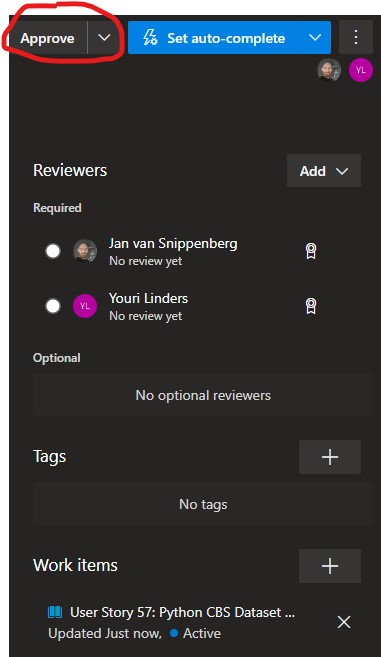 Approve
Set auto-complete
YL
Reviewers
Add
Required
Jan van Snippenberg
No review yet
YL
Youri Linders
No review yet
Optional
No optional reviewers
Tags
No tags
Work items
User Story 57: Python CBS Dataset ...
Updated Just now, Active